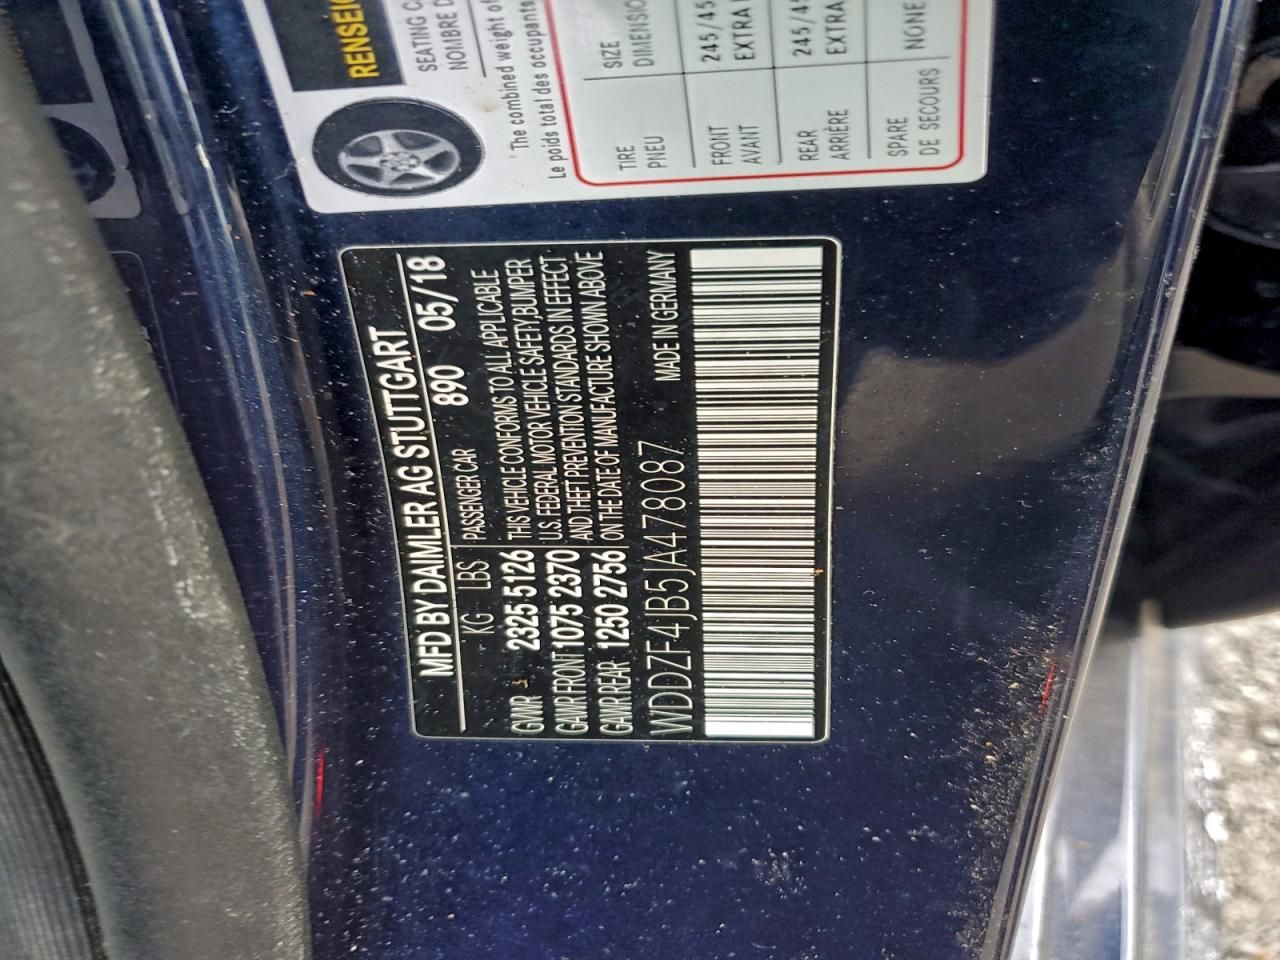 RENSEIG
SEATING C
NOMBRE D
The combined weight of
Le poids total des occupants
TIRE SIZE
PNEU DIMENSIO
FRONT 245/45
AVANT EXTRA
REAR 245/45
ARRIÈRE EXTRA
SPARE NONE
DE SECOURS
MFD BY DAIMLER AG STUTTGART
KG LBS PASSENGER CAR 890 05/18
GVWR 2325 5126 THIS VEHICLE CONFORMS TO ALL APPLICABLE
GAWR FRONT 1075 2370 U.S. FEDERAL MOTOR VEHICLE SAFETY,BUMPER
GAWR REAR 1250 2756 AND THEFT PREVENTION STANDARDS IN EFFECT
ON THE DATE OF MANUFACTURE SHOWN ABOVE
WDDZF4JB5JA478087 MADE IN GERMANY